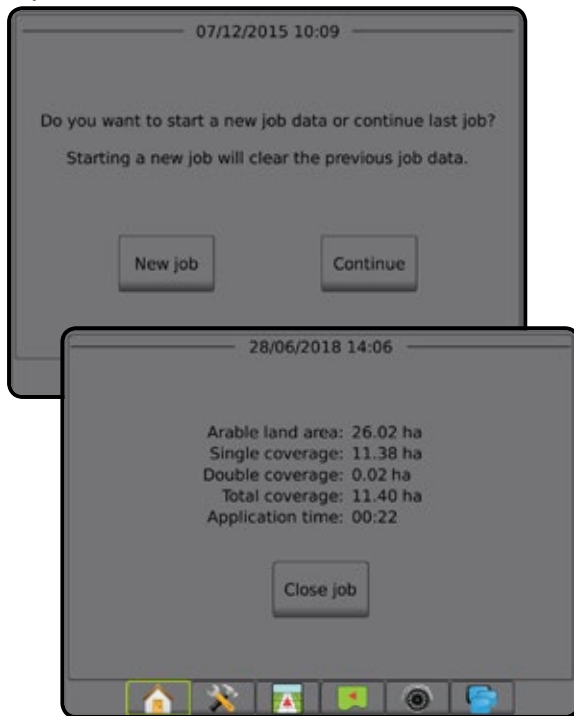 07/12/2015 10:09
Do you want to start a new job data or continue last job?
Starting a new job will clear the previous job data.
New job
Continue
28/06/2018 14:06
Arable land area: 26.02 ha
Single coverage: 11.38 ha
Double coverage: 0.02 ha
Total coverage: 11.40 ha
Application time: 00:22
Close job